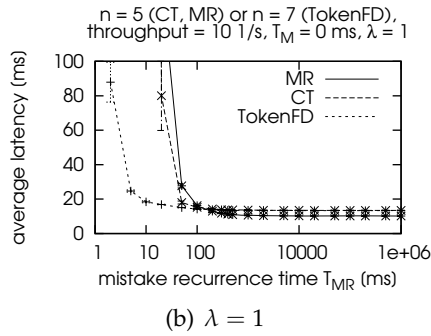 n = 5 (CT, MR) or n = 7 (TokenFD),
throughput = 10 1/s, T_M = 0 ms, λ = 1
average latency [ms]
100
80
60
40
20
0
MR
CT
TokenFD
1 10 100 10000 1e+06
mistake recurrence time T_MR [ms]
(b) λ = 1